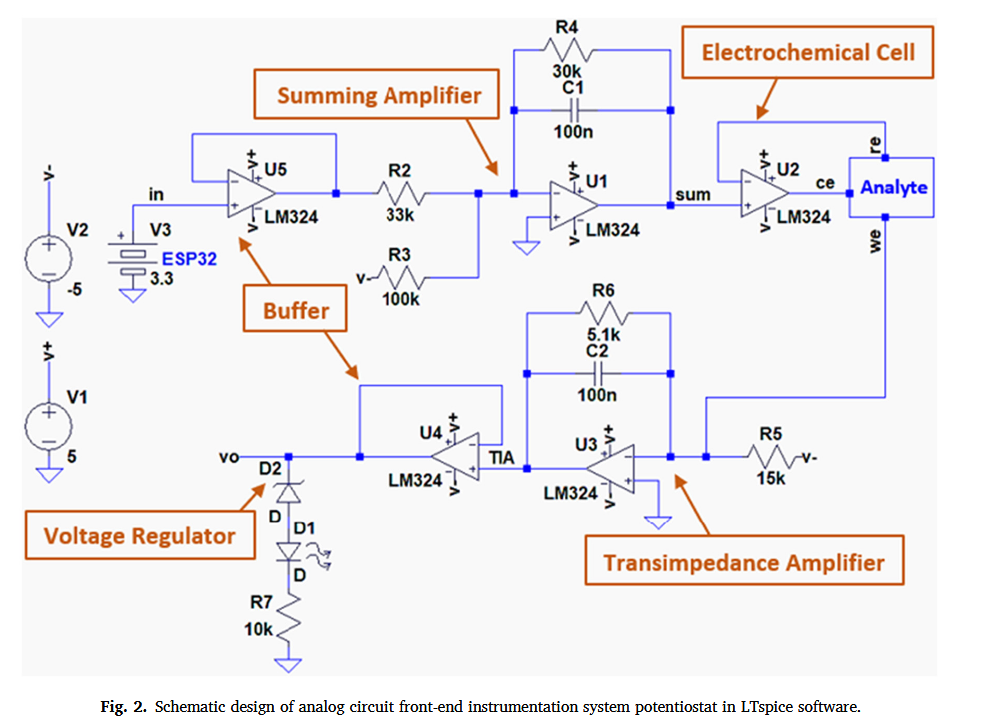 R4
30k
C1
100n
Electrochemical Cell
Summing Amplifier
V-
V2
-5
in
V3
ESP32
3.3
V+
U5
LM324
V-
R2
33k
R3
V-
100k
V+
U1
LM324
V-
sum
V+
U2
LM324
V-
ce
re
Analyte
we
Buffer
V+
V1
5
R6
5.1k
C2
100n
U4
V+
LM324
V-
TIA
U3
V+
LM324
V-
R5
V-
15k
vo
D2
D
D1
D
R7
10k
Voltage Regulator
Transimpedance Amplifier
Fig. 2. Schematic design of analog circuit front-end instrumentation system potentiostat in LTspice software.